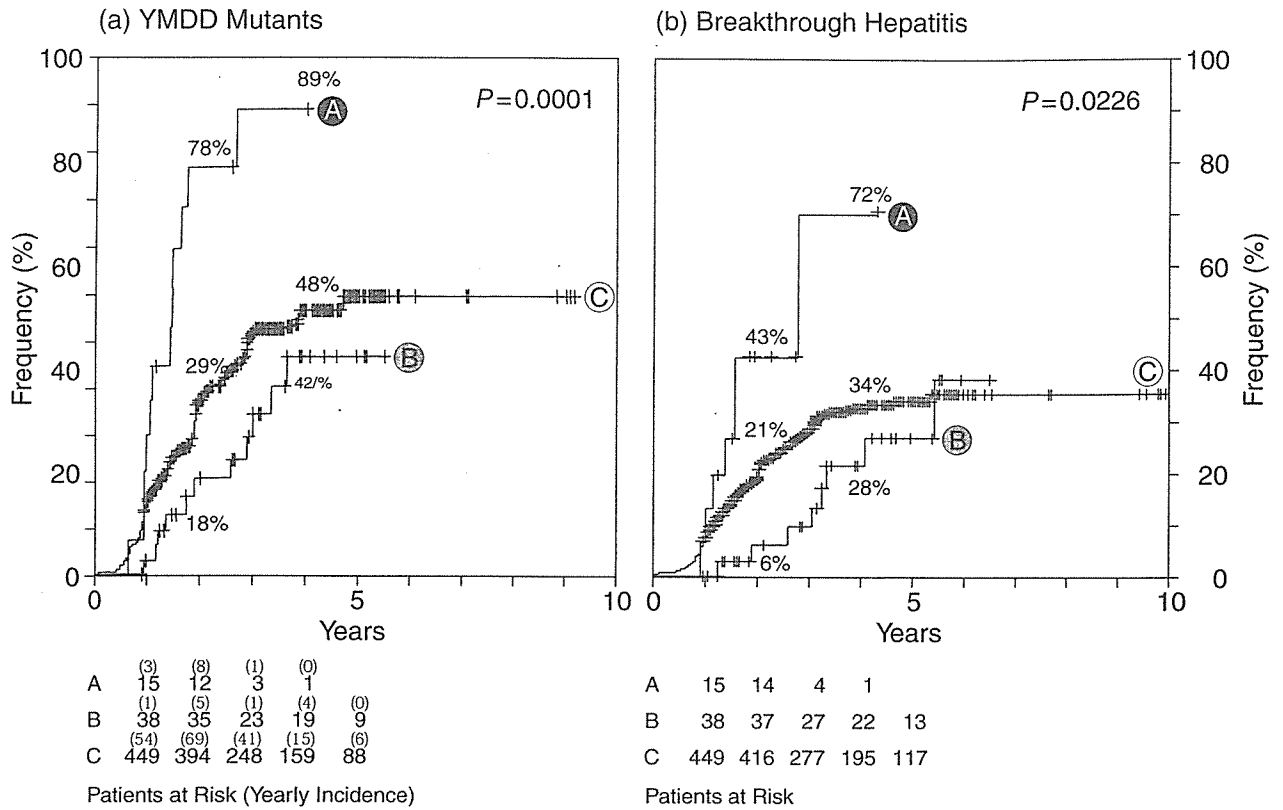 (a) YMDD Mutants
100
80
60
40
20
0
Frequency (%)
89%
A
P=0.0001
78%
48%
C
29%
B
42/%
18%
0 5 10
Years
(3) (8) (1) (0)
A 15 12 3 1
(1) (5) (1) (4) (0)
B 38 35 23 19 9
(54) (69) (41) (15) (6)
C 449 394 248 159 88
Patients at Risk (Yearly Incidence)
(b) Breakthrough Hepatitis
100
80
60
40
20
0
Frequency (%)
P=0.0226
72%
A
43%
34%
C
21%
B
28%
6%
0 5 10
Years
A 15 14 4 1
B 38 37 27 22 13
C 449 416 277 195 117
Patients at Risk